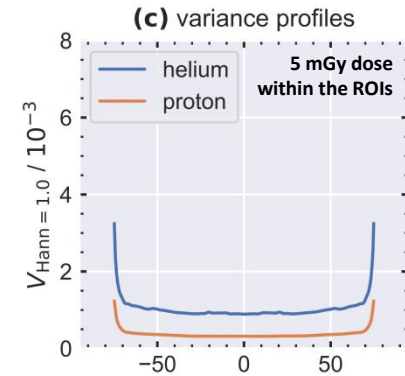 (c) variance profiles
8
6
4
2
0
V_Hann = 1.0 / 10^−3
helium
proton
5 mGy dose
within the ROIs
−50
0
50